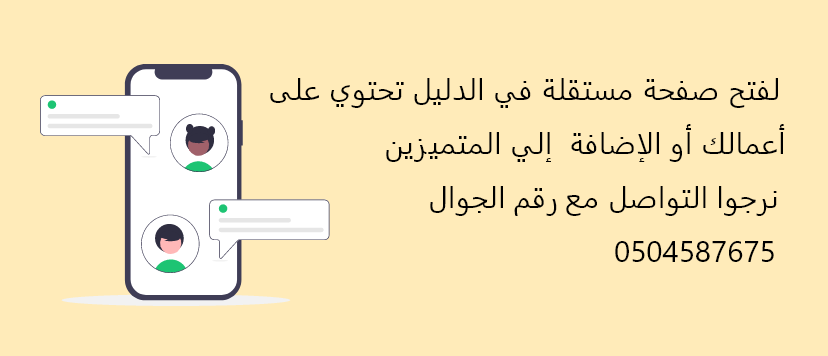 لفتح صفحة مستقلة في الدليل تحتوي على
أعمالك أو الإضافة إلي المتميزين
نرجوا التواصل مع رقم الجوال
0504587675